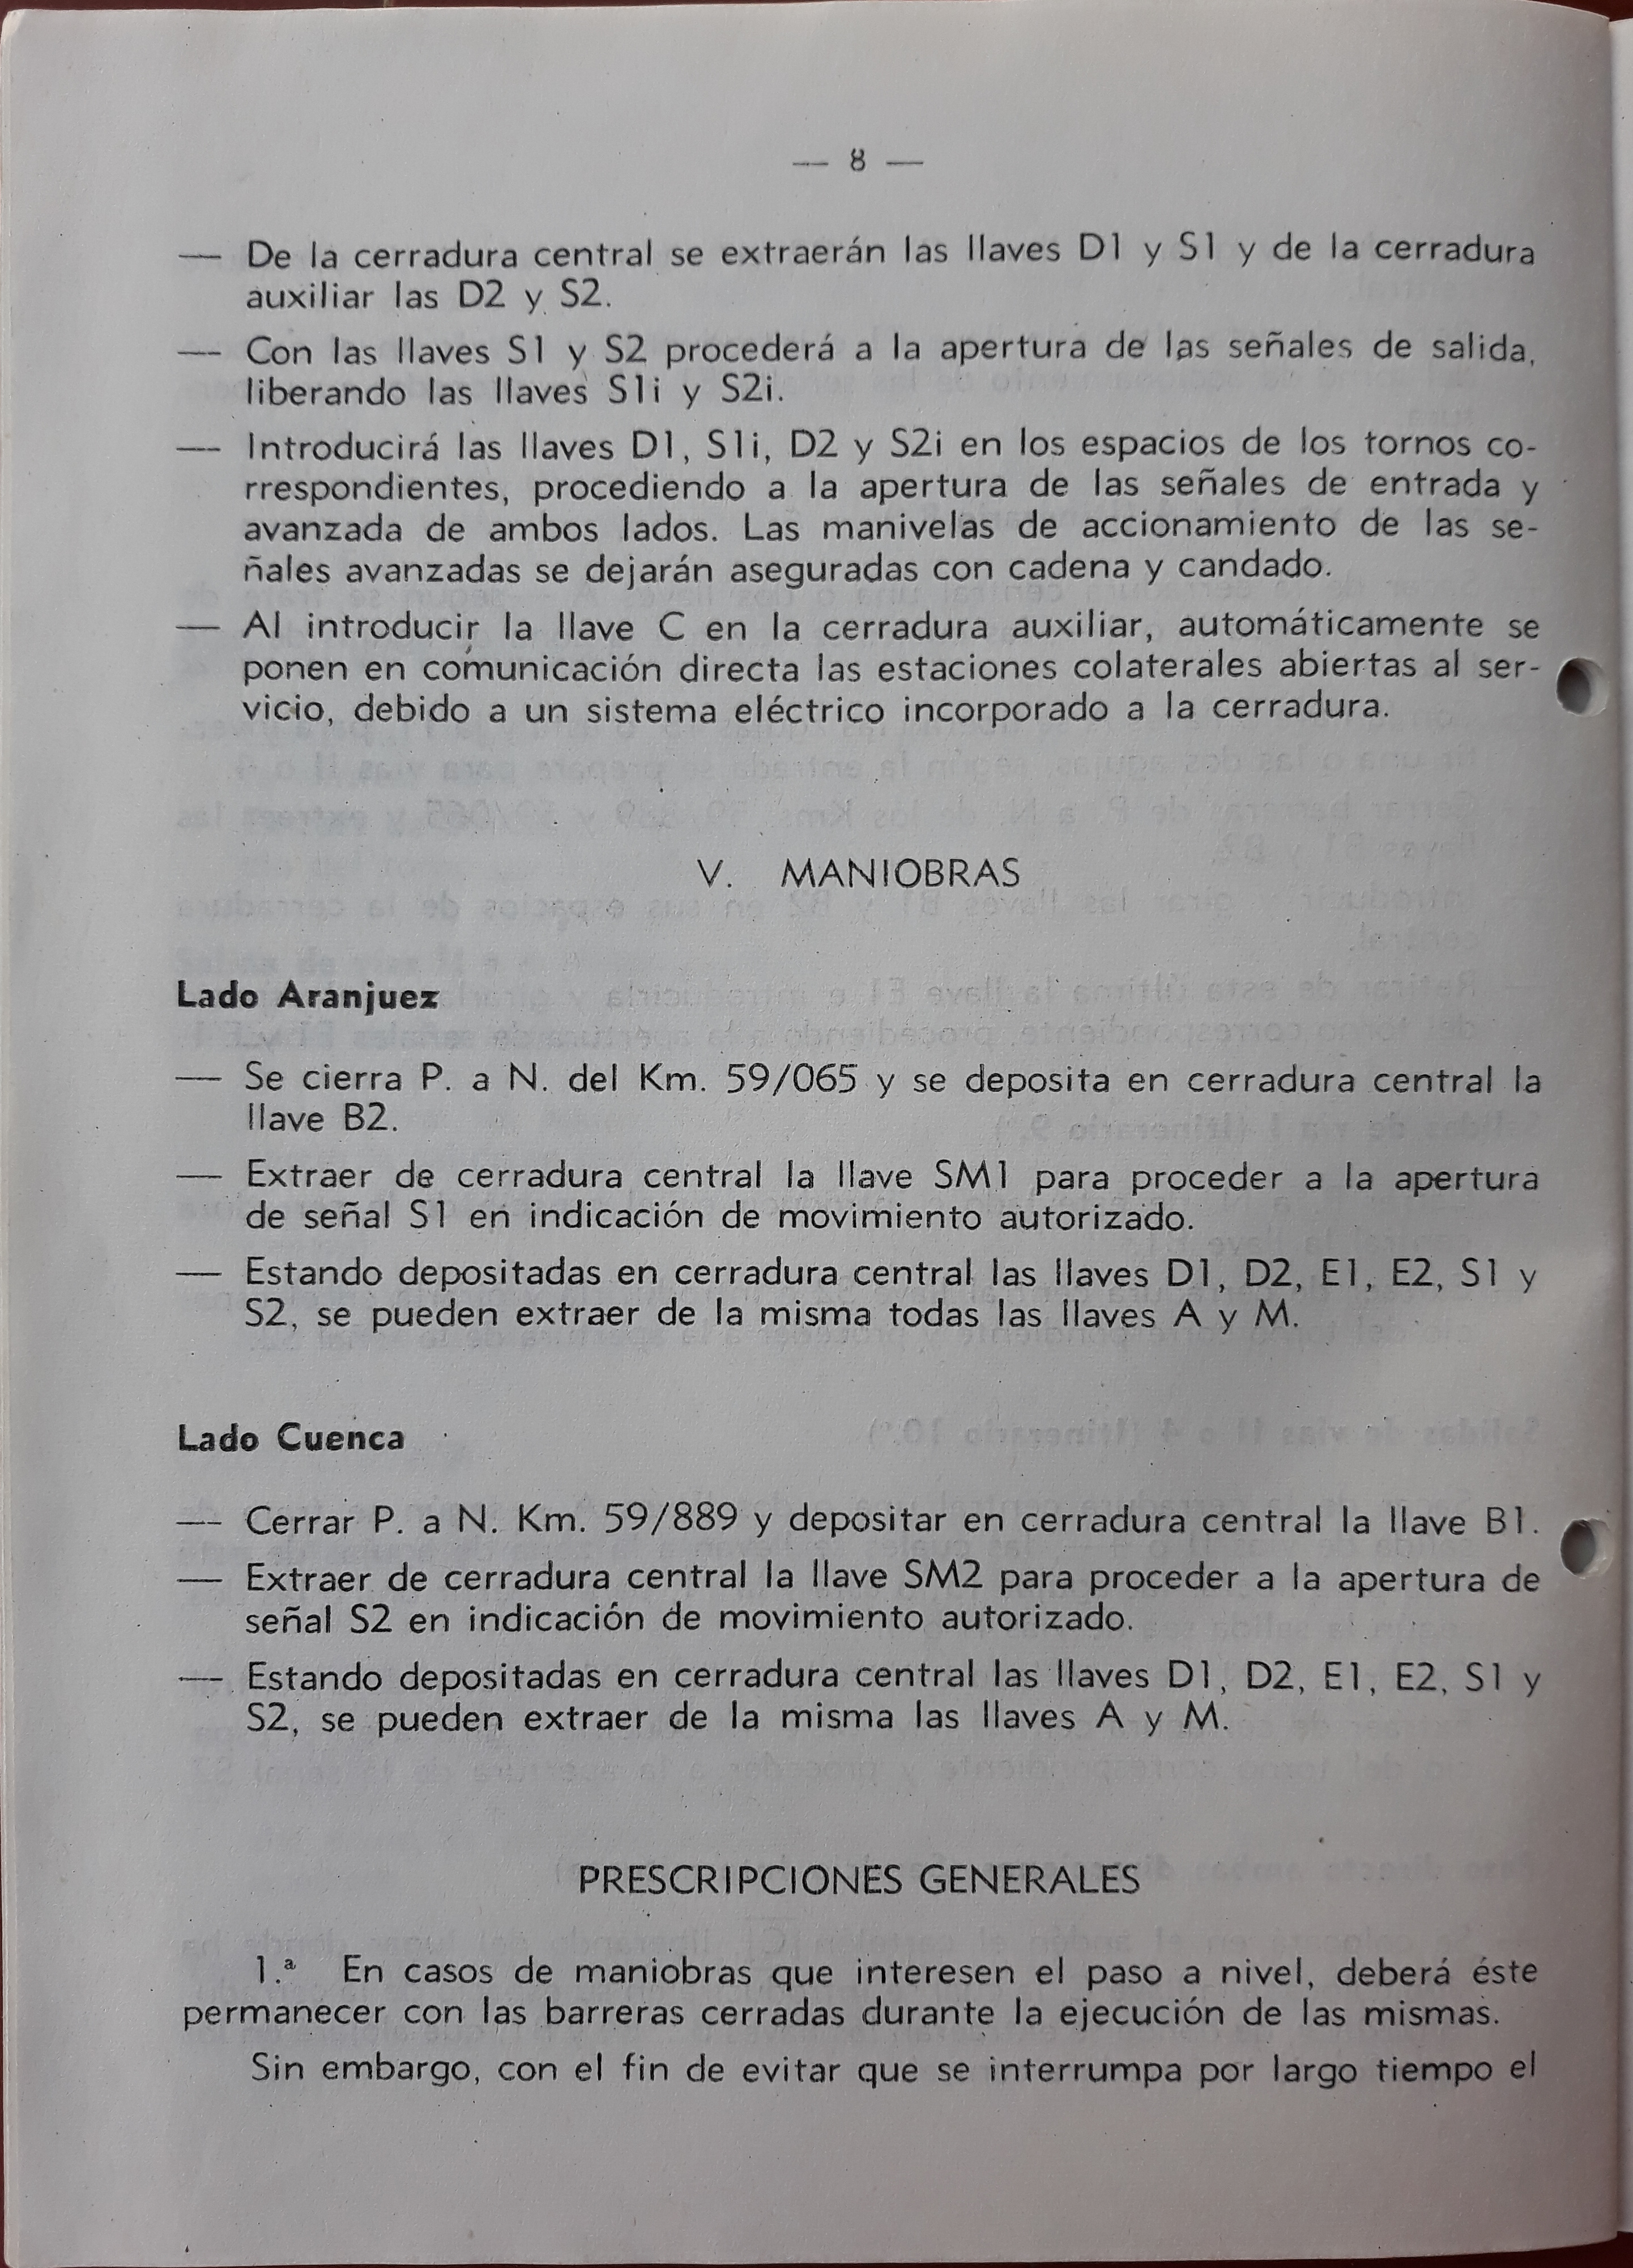 — 8 —
— De la cerradura central se extraerán las llaves D1 y S1 y de la cerradura
auxiliar las D2 y S2.
— Con las llaves S1 y S2 procederá a la apertura de las señales de salida,
liberando las llaves S1i y S2i.
— Introducirá las llaves D1, S1i, D2 y S2i en los espacios de los tornos co-
rrespondientes, procediendo a la apertura de las señales de entrada y
avanzada de ambos lados. Las manivelas de accionamiento de las se-
ñales avanzadas se dejarán aseguradas con cadena y candado.
— Al introducir la llave C en la cerradura auxiliar, automáticamente se
ponen en comunicación directa las estaciones colaterales abiertas al ser-
vicio, debido a un sistema eléctrico incorporado a la cerradura.
V. MANIOBRAS
Lado Aranjuez
— Se cierra P. a N. del Km. 59/065 y se deposita en cerradura central la
llave B2.
— Extraer de cerradura central la llave SM1 para proceder a la apertura
de señal S1 en indicación de movimiento autorizado.
— Estando depositadas en cerradura central las llaves D1, D2, E1, E2, S1 y
S2, se pueden extraer de la misma todas las llaves A y M.
Lado Cuenca
— Cerrar P. a N. Km. 59/889 y depositar en cerradura central la llave B1.
— Extraer de cerradura central la llave SM2 para proceder a la apertura de
señal S2 en indicación de movimiento autorizado.
— Estando depositadas en cerradura central las llaves D1, D2, E1, E2, S1 y
S2, se pueden extraer de la misma las llaves A y M.
PRESCRIPCIONES GENERALES
1.ª En casos de maniobras que interesen el paso a nivel, deberá éste
permanecer con las barreras cerradas durante la ejecución de las mismas.
Sin embargo, con el fin de evitar que se interrumpa por largo tiempo el